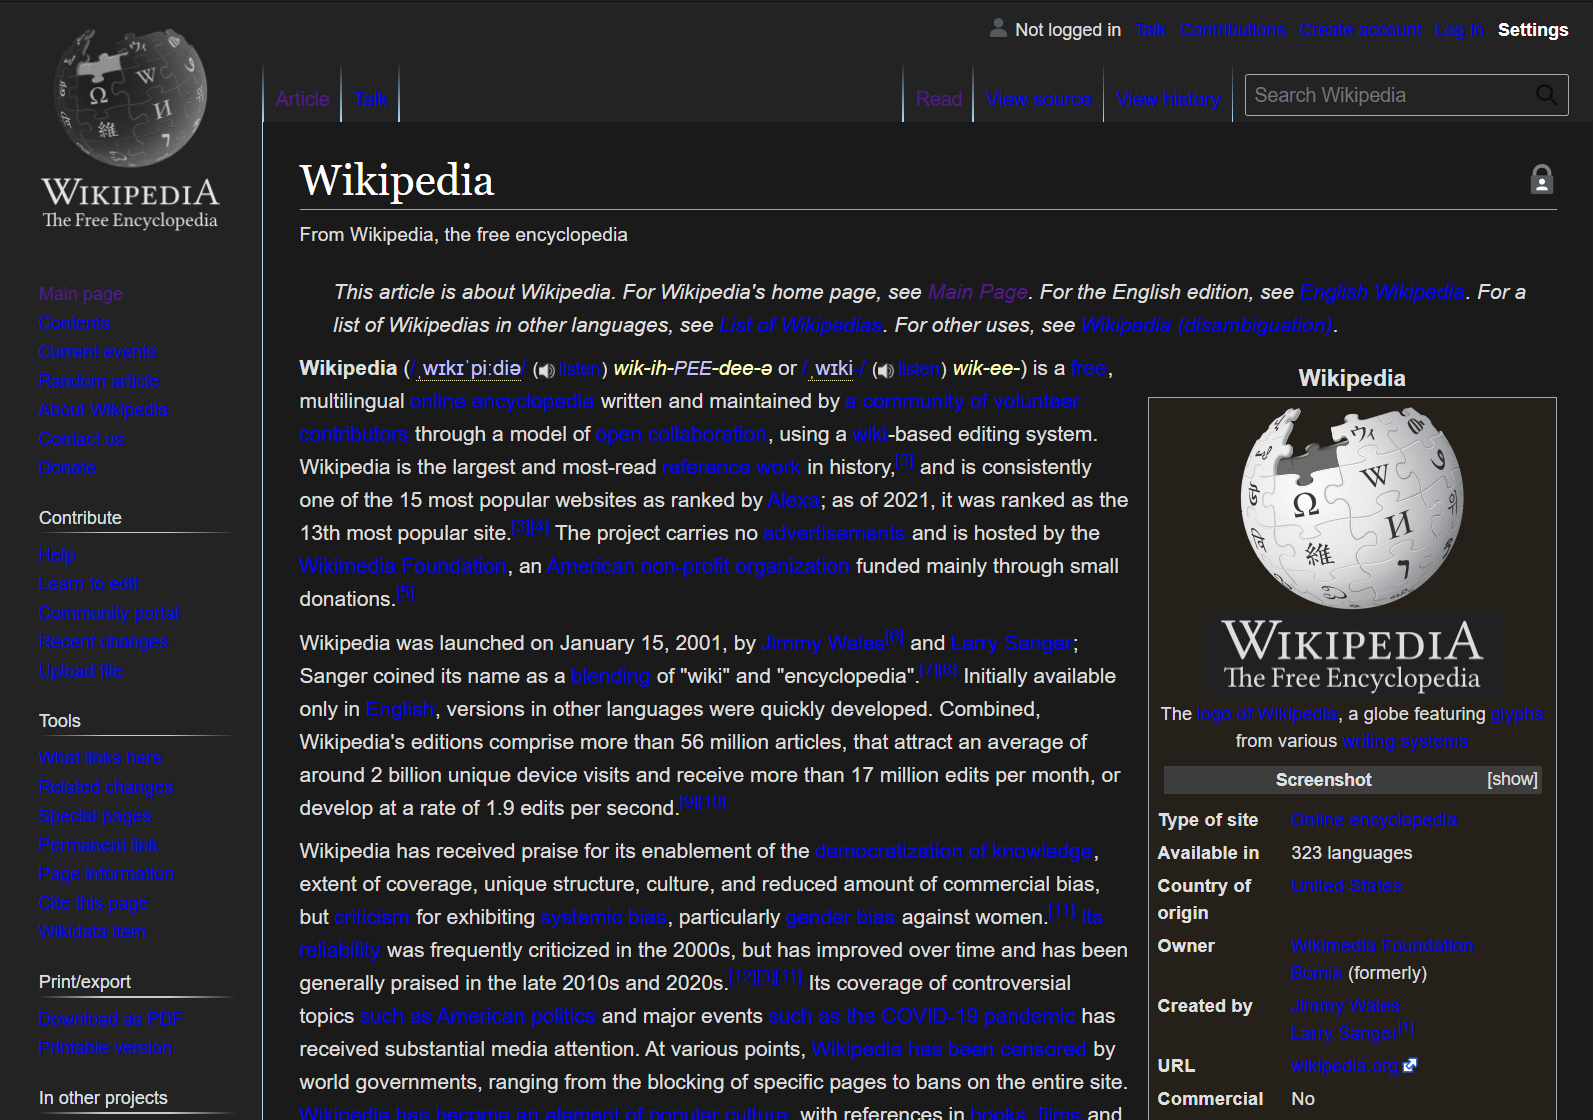 Not logged in Talk Contributions Create account Log in Settings
Article Talk Read View source View history Search Wikipedia
WIKIPEDIA
The Free Encyclopedia
Main page
Contents
Current events
Random article
About Wikipedia
Contact us
Donate
Contribute
Help
Learn to edit
Community portal
Recent changes
Upload file
Tools
What links here
Related changes
Special pages
Permanent link
Page information
Cite this page
Wikidata item
Print/export
Download as PDF
Printable version
In other projects
Wikipedia
From Wikipedia, the free encyclopedia
This article is about Wikipedia. For Wikipedia's home page, see Main Page. For the English edition, see English Wikipedia. For a
list of Wikipedias in other languages, see List of Wikipedias. For other uses, see Wikipedia (disambiguation).
Wikipedia (/ˌwɪkɪˈpiːdiə/ (listen) wik-ih-PEE-dee-ə or /ˌwɪki-/ (listen) wik-ee-) is a free,
multilingual online encyclopedia written and maintained by a community of volunteer
contributors through a model of open collaboration, using a wiki-based editing system.
Wikipedia is the largest and most-read reference work in history,[3] and is consistently
one of the 15 most popular websites as ranked by Alexa; as of 2021, it was ranked as the
13th most popular site.[3][4] The project carries no advertisements and is hosted by the
Wikimedia Foundation, an American non-profit organization funded mainly through small
donations.[5]
Wikipedia was launched on January 15, 2001, by Jimmy Wales[6] and Larry Sanger;
Sanger coined its name as a blending of "wiki" and "encyclopedia".[7][8] Initially available
only in English, versions in other languages were quickly developed. Combined,
Wikipedia's editions comprise more than 56 million articles, that attract an average of
around 2 billion unique device visits and receive more than 17 million edits per month, or
develop at a rate of 1.9 edits per second.[9][10]
Wikipedia has received praise for its enablement of the democratization of knowledge,
extent of coverage, unique structure, culture, and reduced amount of commercial bias,
but criticism for exhibiting systemic bias, particularly gender bias against women.[11] Its
reliability was frequently criticized in the 2000s, but has improved over time and has been
generally praised in the late 2010s and 2020s.[12][3][11] Its coverage of controversial
topics such as American politics and major events such as the COVID-19 pandemic has
received substantial media attention. At various points, Wikipedia has been censored by
world governments, ranging from the blocking of specific pages to bans on the entire site.
Wikipedia has become an element of popular culture, with references in books, films and
Wikipedia
WIKIPEDIA
The Free Encyclopedia
The logo of Wikipedia, a globe featuring glyphs
from various writing systems
Screenshot [show]
Type of site Online encyclopedia
Available in 323 languages
Country of United States
origin
Owner Wikimedia Foundation
Bomis (formerly)
Created by Jimmy Wales
Larry Sanger[1]
URL wikipedia.org
Commercial No